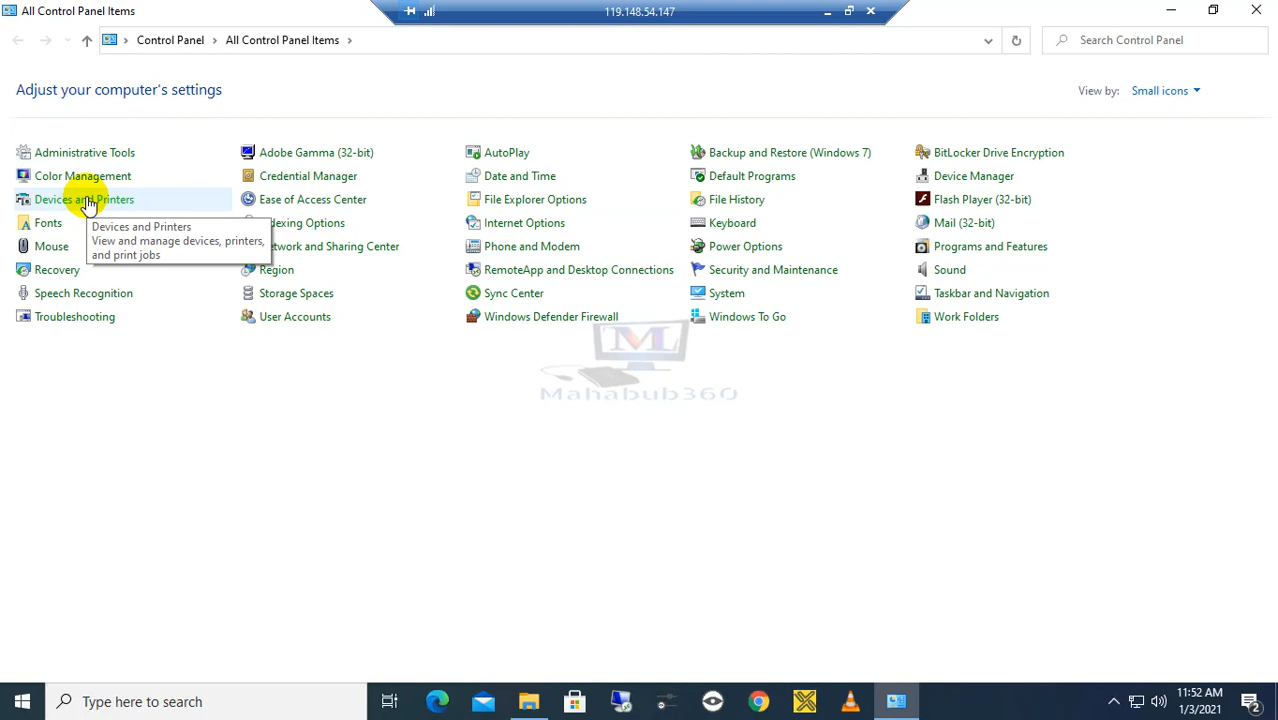 All Control Panel Items
119.148.54.147
Control Panel
All Control Panel Items
Search Control Panel
Adjust your computer's settings
View by:
Small icons
Administrative Tools
Adobe Gamma (32-bit)
AutoPlay
Backup and Restore (Windows 7)
BitLocker Drive Encryption
Color Management
Credential Manager
Date and Time
Default Programs
Device Manager
Devices and Printers
Ease of Access Center
File Explorer Options
File History
Flash Player (32-bit)
Fonts
Devices and Printers
View and manage devices, printers,
and print jobs
Options
Internet Options
Keyboard
Mail (32-bit)
Mouse
and Sharing Center
Phone and Modem
Power Options
Programs and Features
Recovery
Region
RemoteApp and Desktop Connections
Security and Maintenance
Sound
Speech Recognition
Storage Spaces
Sync Center
System
Taskbar and Navigation
Troubleshooting
User Accounts
Windows Defender Firewall
Windows To Go
Work Folders
M
Mahabub360
Type here to search
11:52 AM
1/3/2021
2